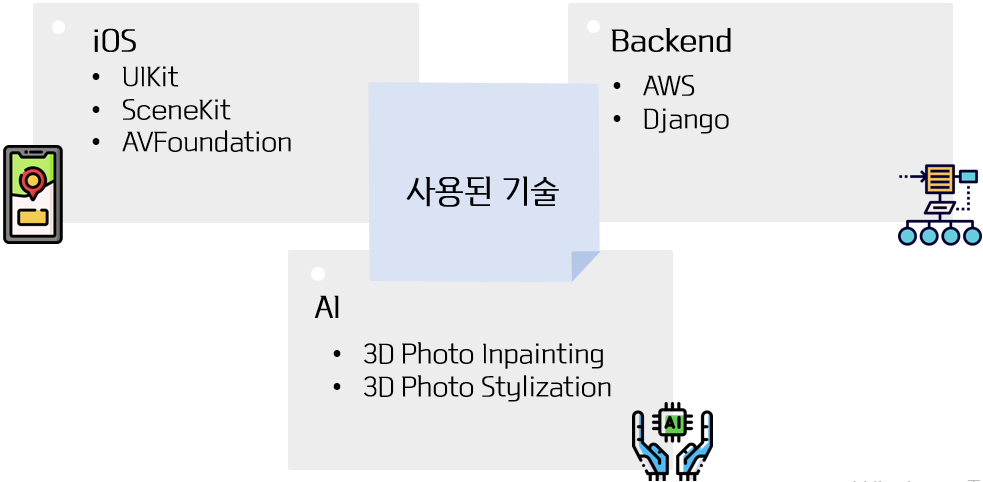 iOS
• UIKit
• SceneKit
• AVFoundation
Backend
• AWS
• Django
사용된 기술
AI
• 3D Photo Inpainting
• 3D Photo Stylization
AI